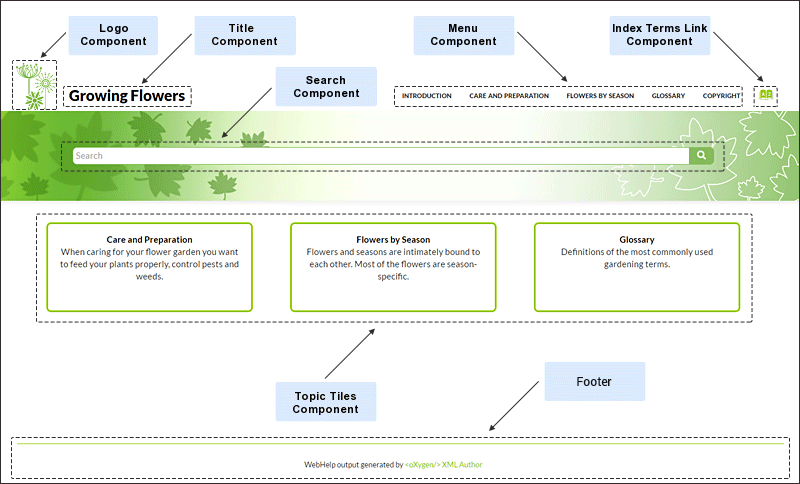 Logo
Component
Title
Component
Menu
Component
Index Terms Link
Component
Search
Component
Growing Flowers
INTRODUCTION CARE AND PREPARATION FLOWERS BY SEASON GLOSSARY COPYRIGHT
Search
Care and Preparation
When caring for your flower garden you want
to feed your plants properly, control pests and
weeds.
Flowers by Season
Flowers and seasons are intimately bound to
each other. Most of the flowers are season-
specific.
Glossary
Definitions of the most commonly used
gardening terms.
Topic Tiles
Component
Footer
WebHelp output generated by <oXygen/> XML Author